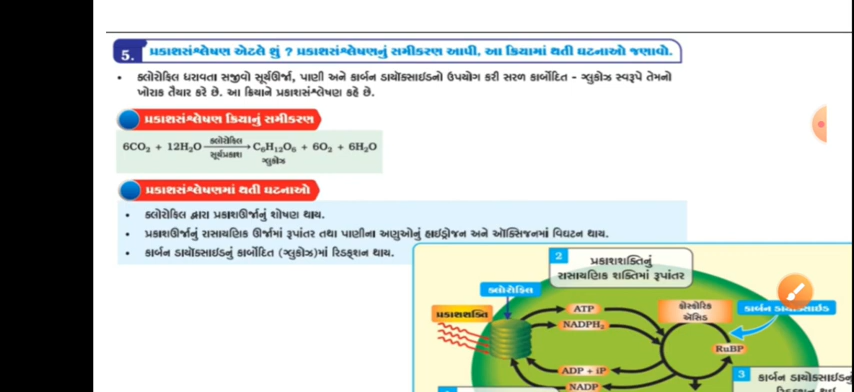 5. પ્રકાશસંશ્લેષણ એટલે શું ? પ્રકાશસંશ્લેષણનું સમીકરણ આપી, આ ક્રિયામાં થતી ઘટનાઓ જણાવો.
• ક્લોરોફિલ ધરાવતા સજીવો સૂર્યઊર્જા, પાણી અને કાર્બન ડાયૉક્સાઇડનો ઉપયોગ કરી સરળ કાર્બોદિત - ગ્લુકોઝ સ્વરૂપે તેમનો
ખોરાક તૈયાર કરે છે. આ ક્રિયાને પ્રકાશસંશ્લેષણ કહે છે.
પ્રકાશસંશ્લેષણ ક્રિયાનું સમીકરણ
ક્લોરોફિલ
6CO₂ + 12H₂O → C₆H₁₂O₆ + 6O₂ + 6H₂O
સૂર્યપ્રકાશ ગ્લુકોઝ
પ્રકાશસંશ્લેષણમાં થતી ઘટનાઓ
• ક્લોરોફિલ દ્વારા પ્રકાશઊર્જાનું શોષણ થાય.
• પ્રકાશઊર્જાનું રાસાયણિક ઊર્જામાં રૂપાંતર તથા પાણીના અણુઓનું હાઇડ્રોજન અને ઑક્સિજનમાં વિઘટન થાય.
• કાર્બન ડાયૉક્સાઇડનું કાર્બોદિત (ગ્લુકોઝ)માં રિડક્શન થાય.
2 પ્રકાશશક્તિનું
રાસાયણિક શક્તિમાં રૂપાંતર
ક્લોરોફિલ
પ્રકાશશક્તિ
ATP
ફોસ્ફોરિક
ઍસિડ
કાર્બન
NADPH₂
RuBP
ADP + iP
3 કાર્બન
NADP